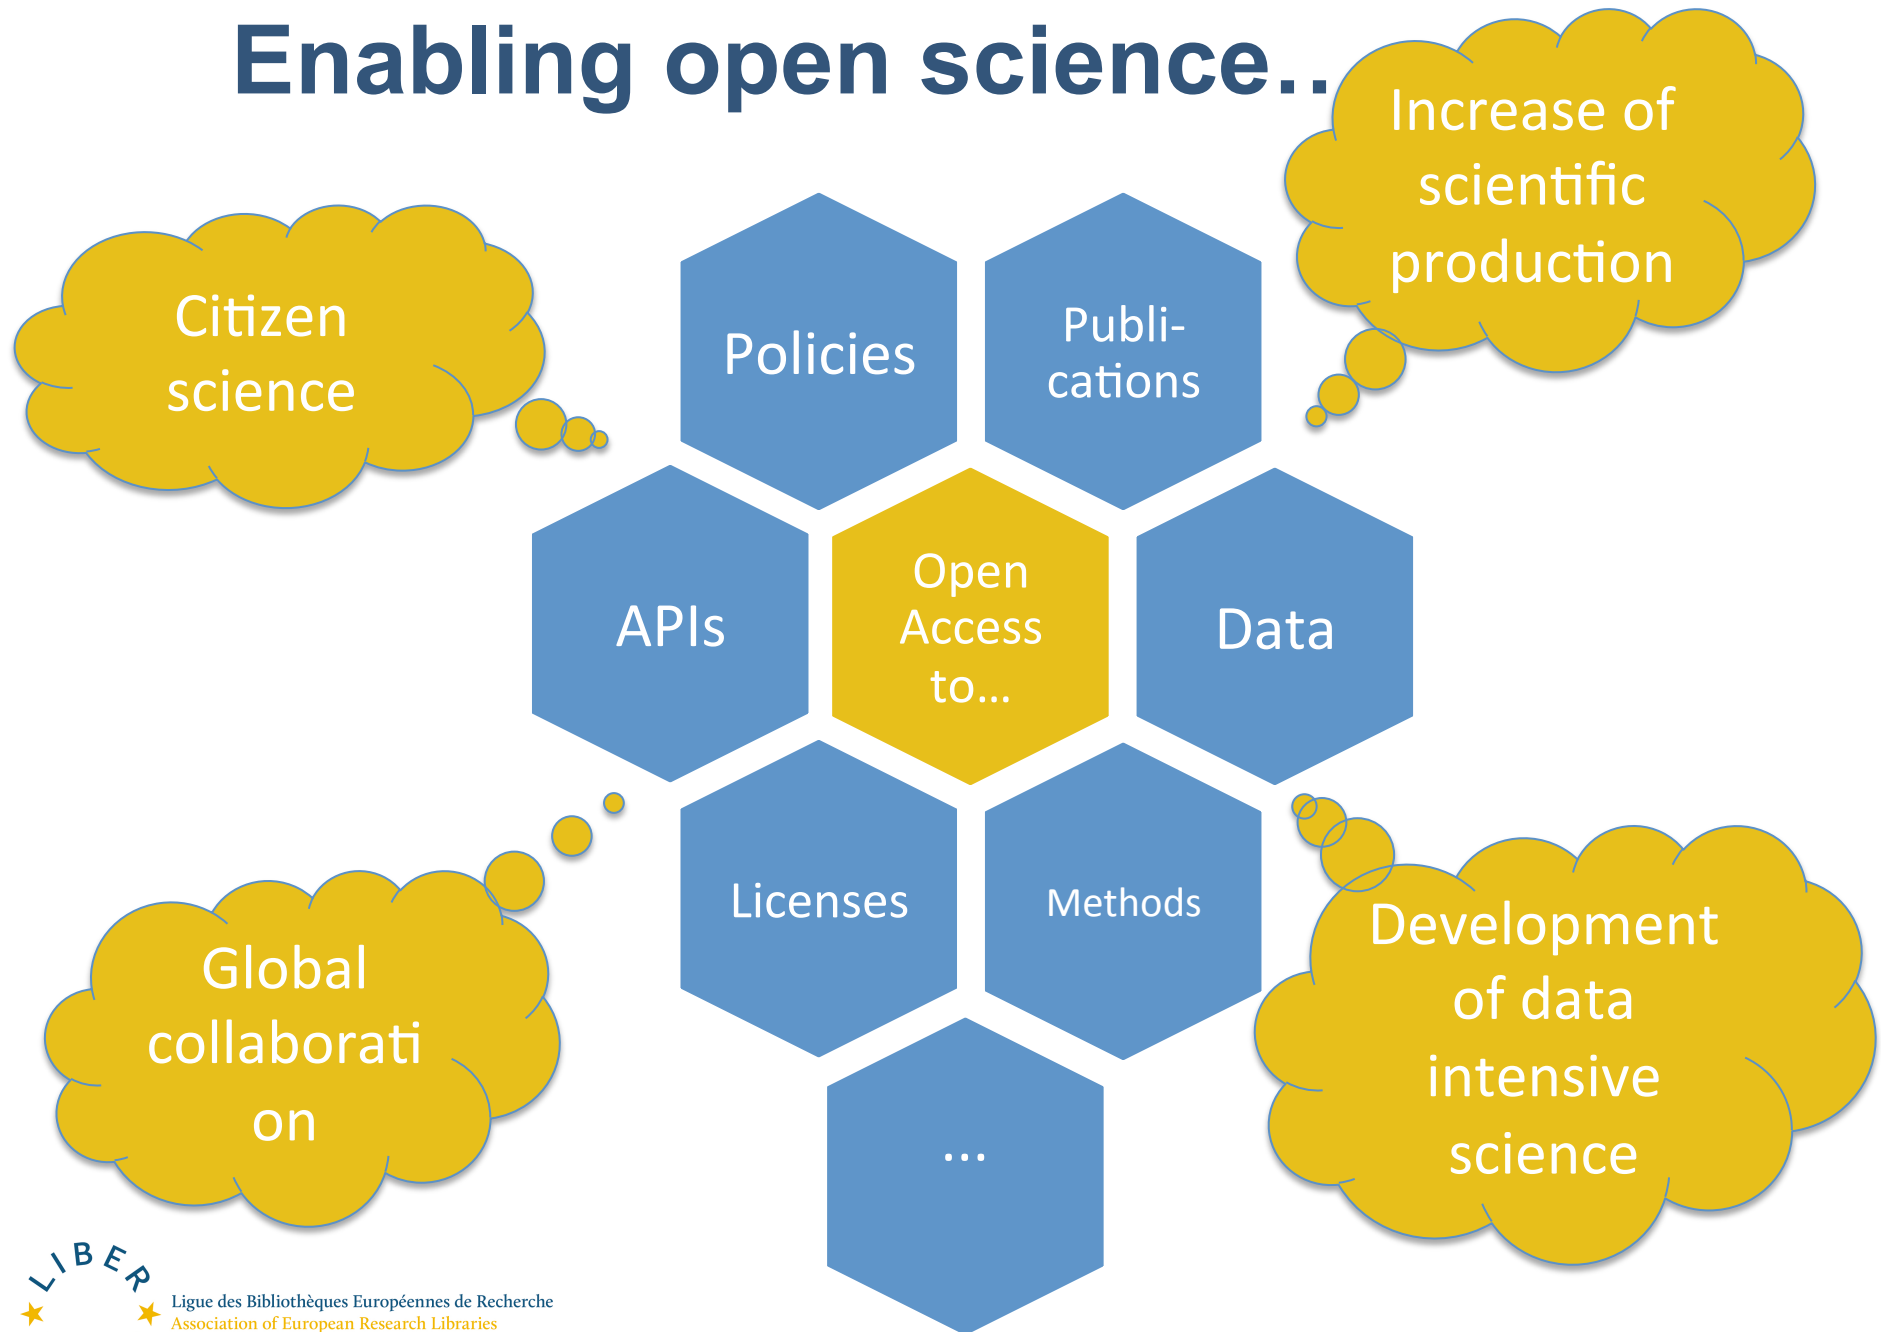 Enabling open science…
Increase of
scientific
production
Citizen
science
Policies
Publi-
cations
APIs
Open
Access
to…
Data
Licenses
Methods
Global
collaborati
on
Development
of data
intensive
science
…
LIBER
Ligue des Bibliothèques Européennes de Recherche
Association of European Research Libraries